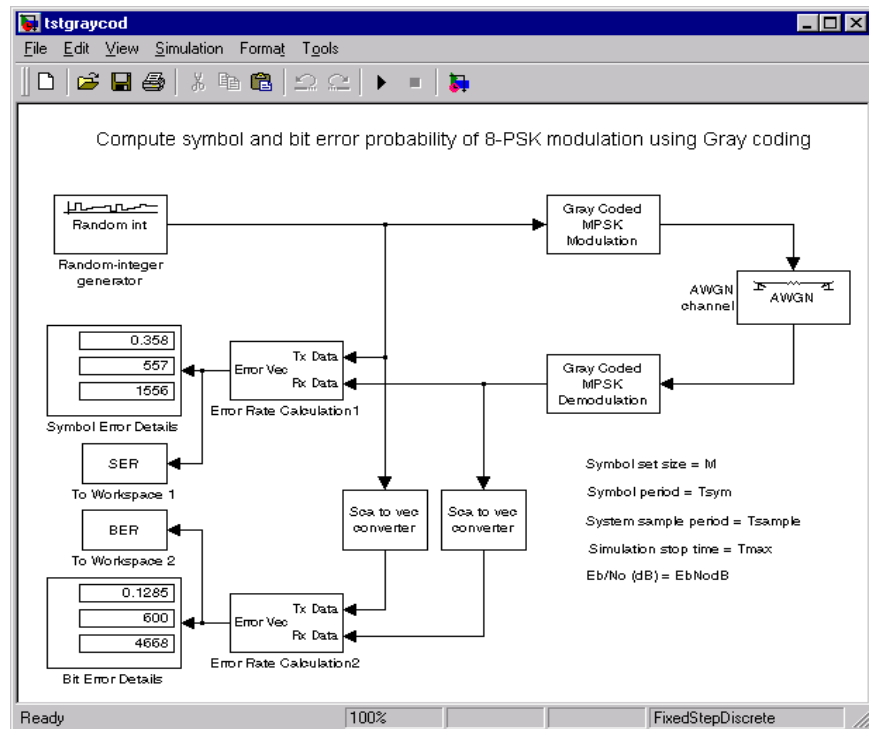 tstgraycod
File Edit View Simulation Format Tools
Compute symbol and bit error probability of 8-PSK modulation using Gray coding
Random int
Random-integer
generator
Gray Coded
MPSK
Modulation
AWGN
channel
AWGN
0.358
557
1556
Symbol Error Details
Error Vec
Tx Data
Rx Data
Error Rate Calculation1
Gray Coded
MPSK
Demodulation
SER
To Workspace 1
BER
To Workspace 2
Sca to vec
converter
Sca to vec
converter
Symbol set size = M
Symbol period = Tsym
System sample period = Tsample
Simulation stop time = Tmax
Eb/No (dB) = EbNodB
0.1285
600
4668
Bit Error Details
Error Vec
Tx Data
Rx Data
Error Rate Calculation2
Ready
100%
FixedStepDiscrete